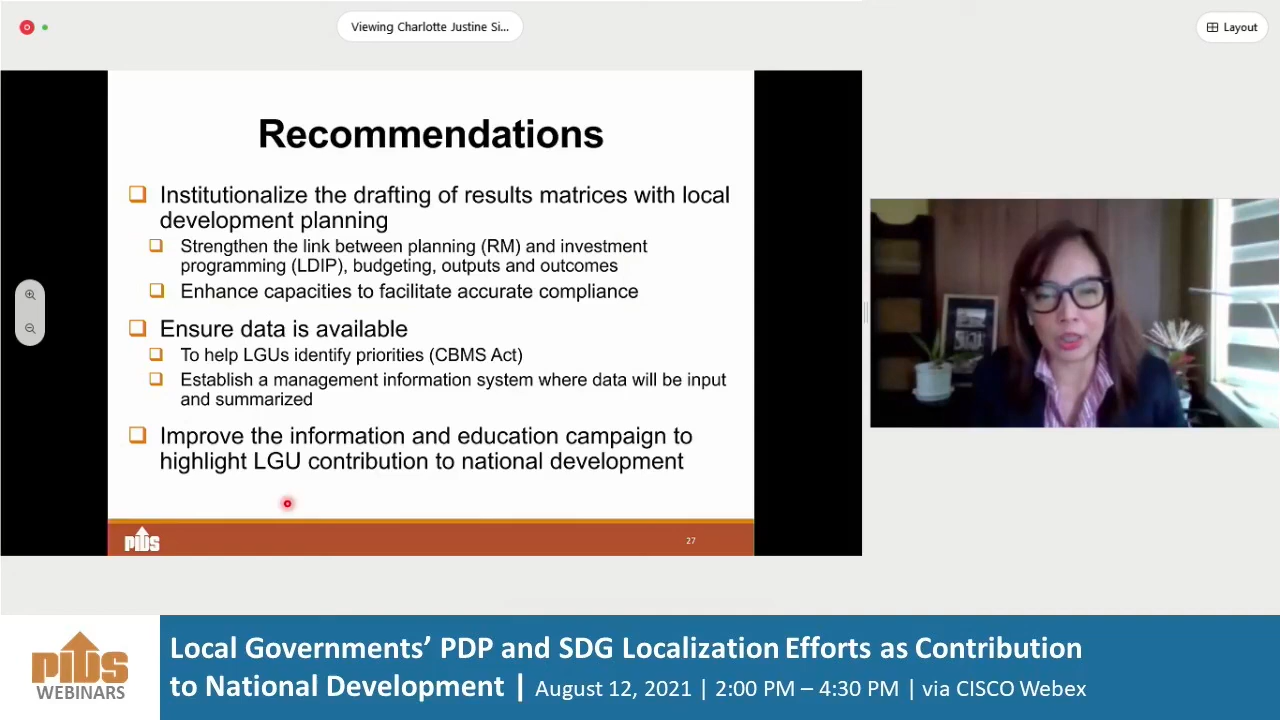 Viewing Charlotte Justine Si...
Layout
Recommendations
Institutionalize the drafting of results matrices with local
development planning
Strengthen the link between planning (RM) and investment
programming (LDIP), budgeting, outputs and outcomes
Enhance capacities to facilitate accurate compliance
Ensure data is available
To help LGUs identify priorities (CBMS Act)
Establish a management information system where data will be input
and summarized
Improve the information and education campaign to
highlight LGU contribution to national development
PIDS
27
PIDS
WEBINARS
Local Governments’ PDP and SDG Localization Efforts as Contribution
to National Development | August 12, 2021 | 2:00 PM – 4:30 PM | via CISCO Webex